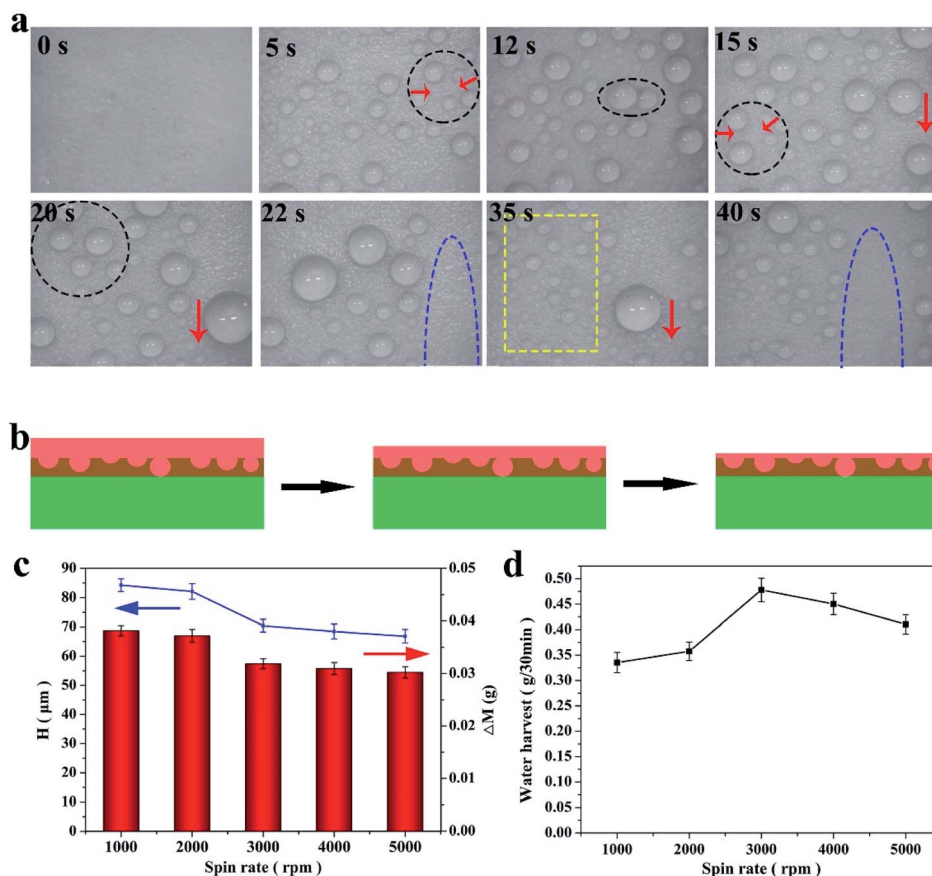 a
0 s
5 s
12 s
15 s
20 s
22 s
35 s
40 s
b
c
90
80
70
60
50
40
30
20
10
0
H ( μm )
0.05
0.04
0.03
0.02
0.01
0.00
△M (g)
1000 2000 3000 4000 5000
Spin rate ( rpm )
d
0.50
0.45
0.40
0.35
0.30
0.25
0.20
0.15
0.10
0.05
0.00
Water harvest ( g/30min )
1000 2000 3000 4000 5000
Spin rate ( rpm )